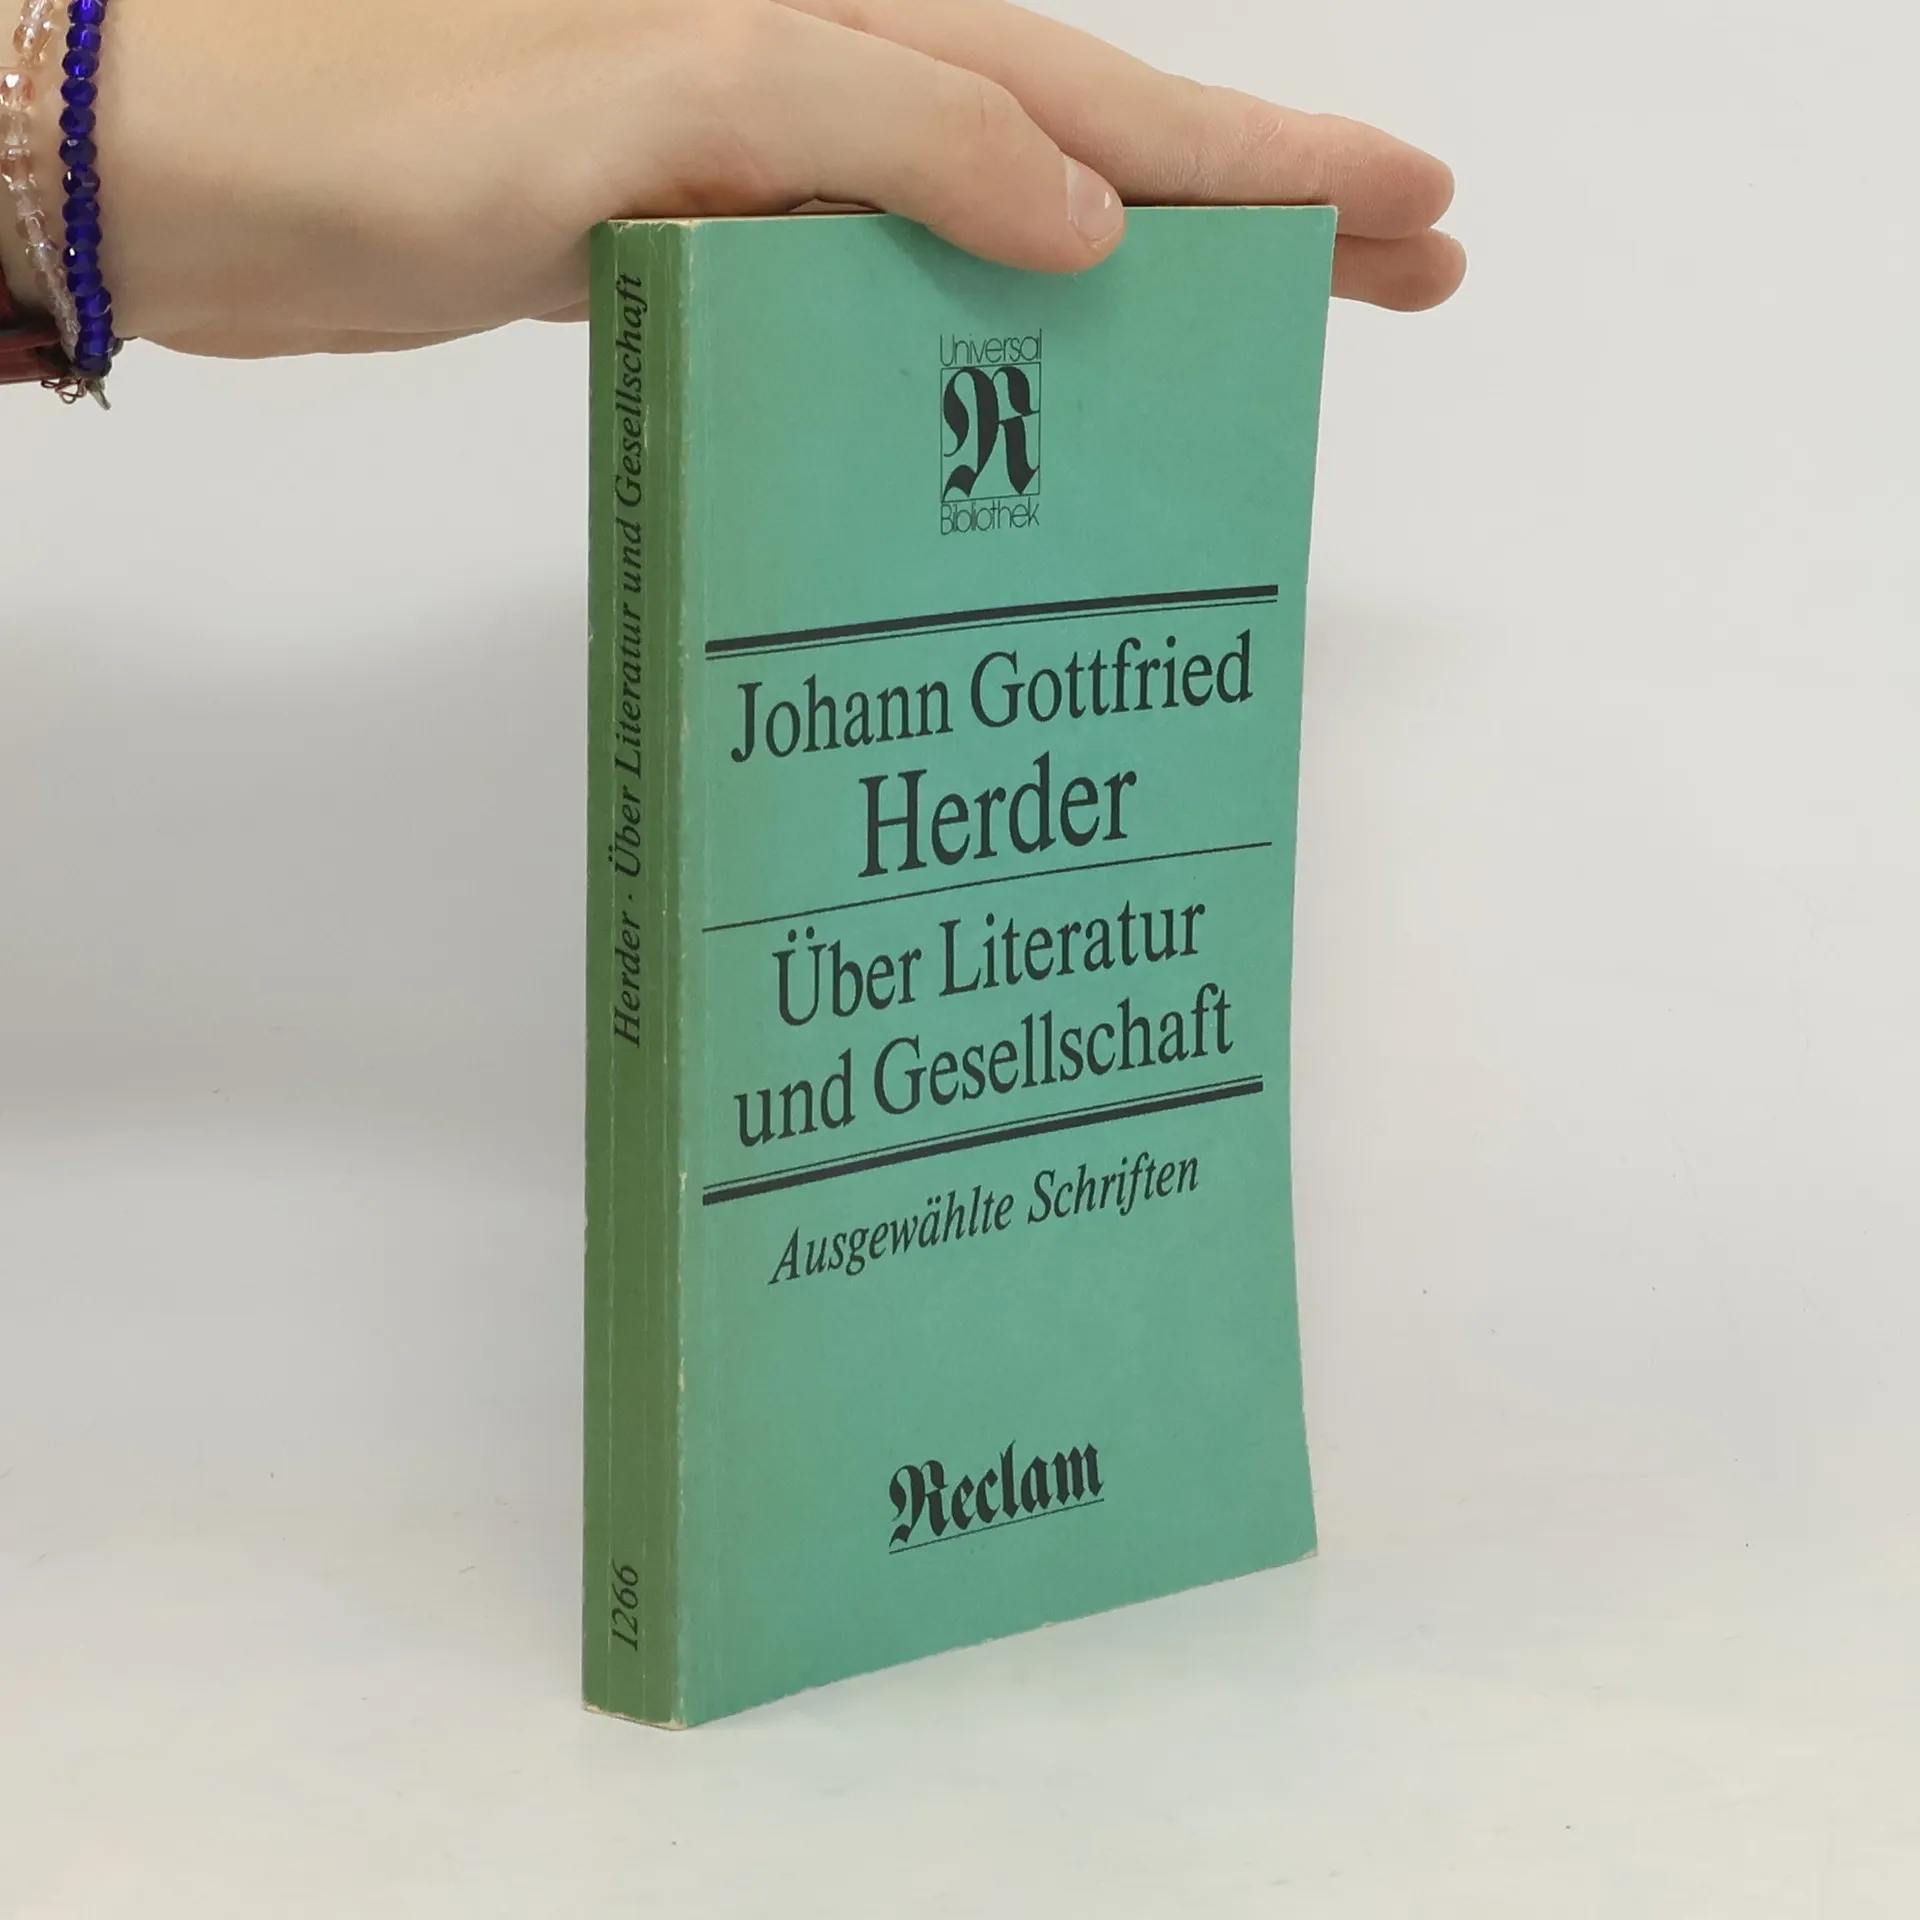 Herder · Über Literatur und Gesellschaft
1266
Universal
R
Bibliothek
Johann Gottfried
Herder
Über Literatur
und Gesellschaft
Ausgewählte Schriften
Reclam